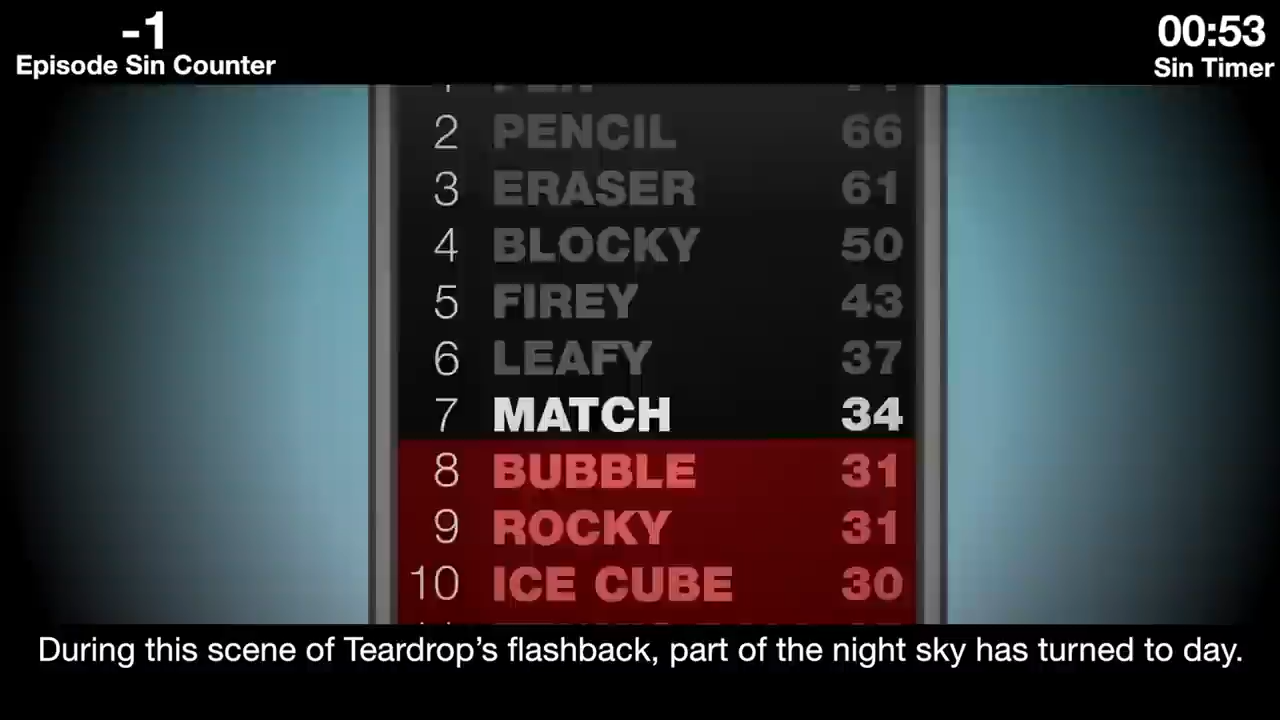 -1
Episode Sin Counter
00:53
Sin Timer
2 PENCIL 66
3 ERASER 61
4 BLOCKY 50
5 FIREY 43
6 LEAFY 37
7 MATCH 34
8 BUBBLE 31
9 ROCKY 31
10 ICE CUBE 30
During this scene of Teardrop’s flashback, part of the night sky has turned to day.